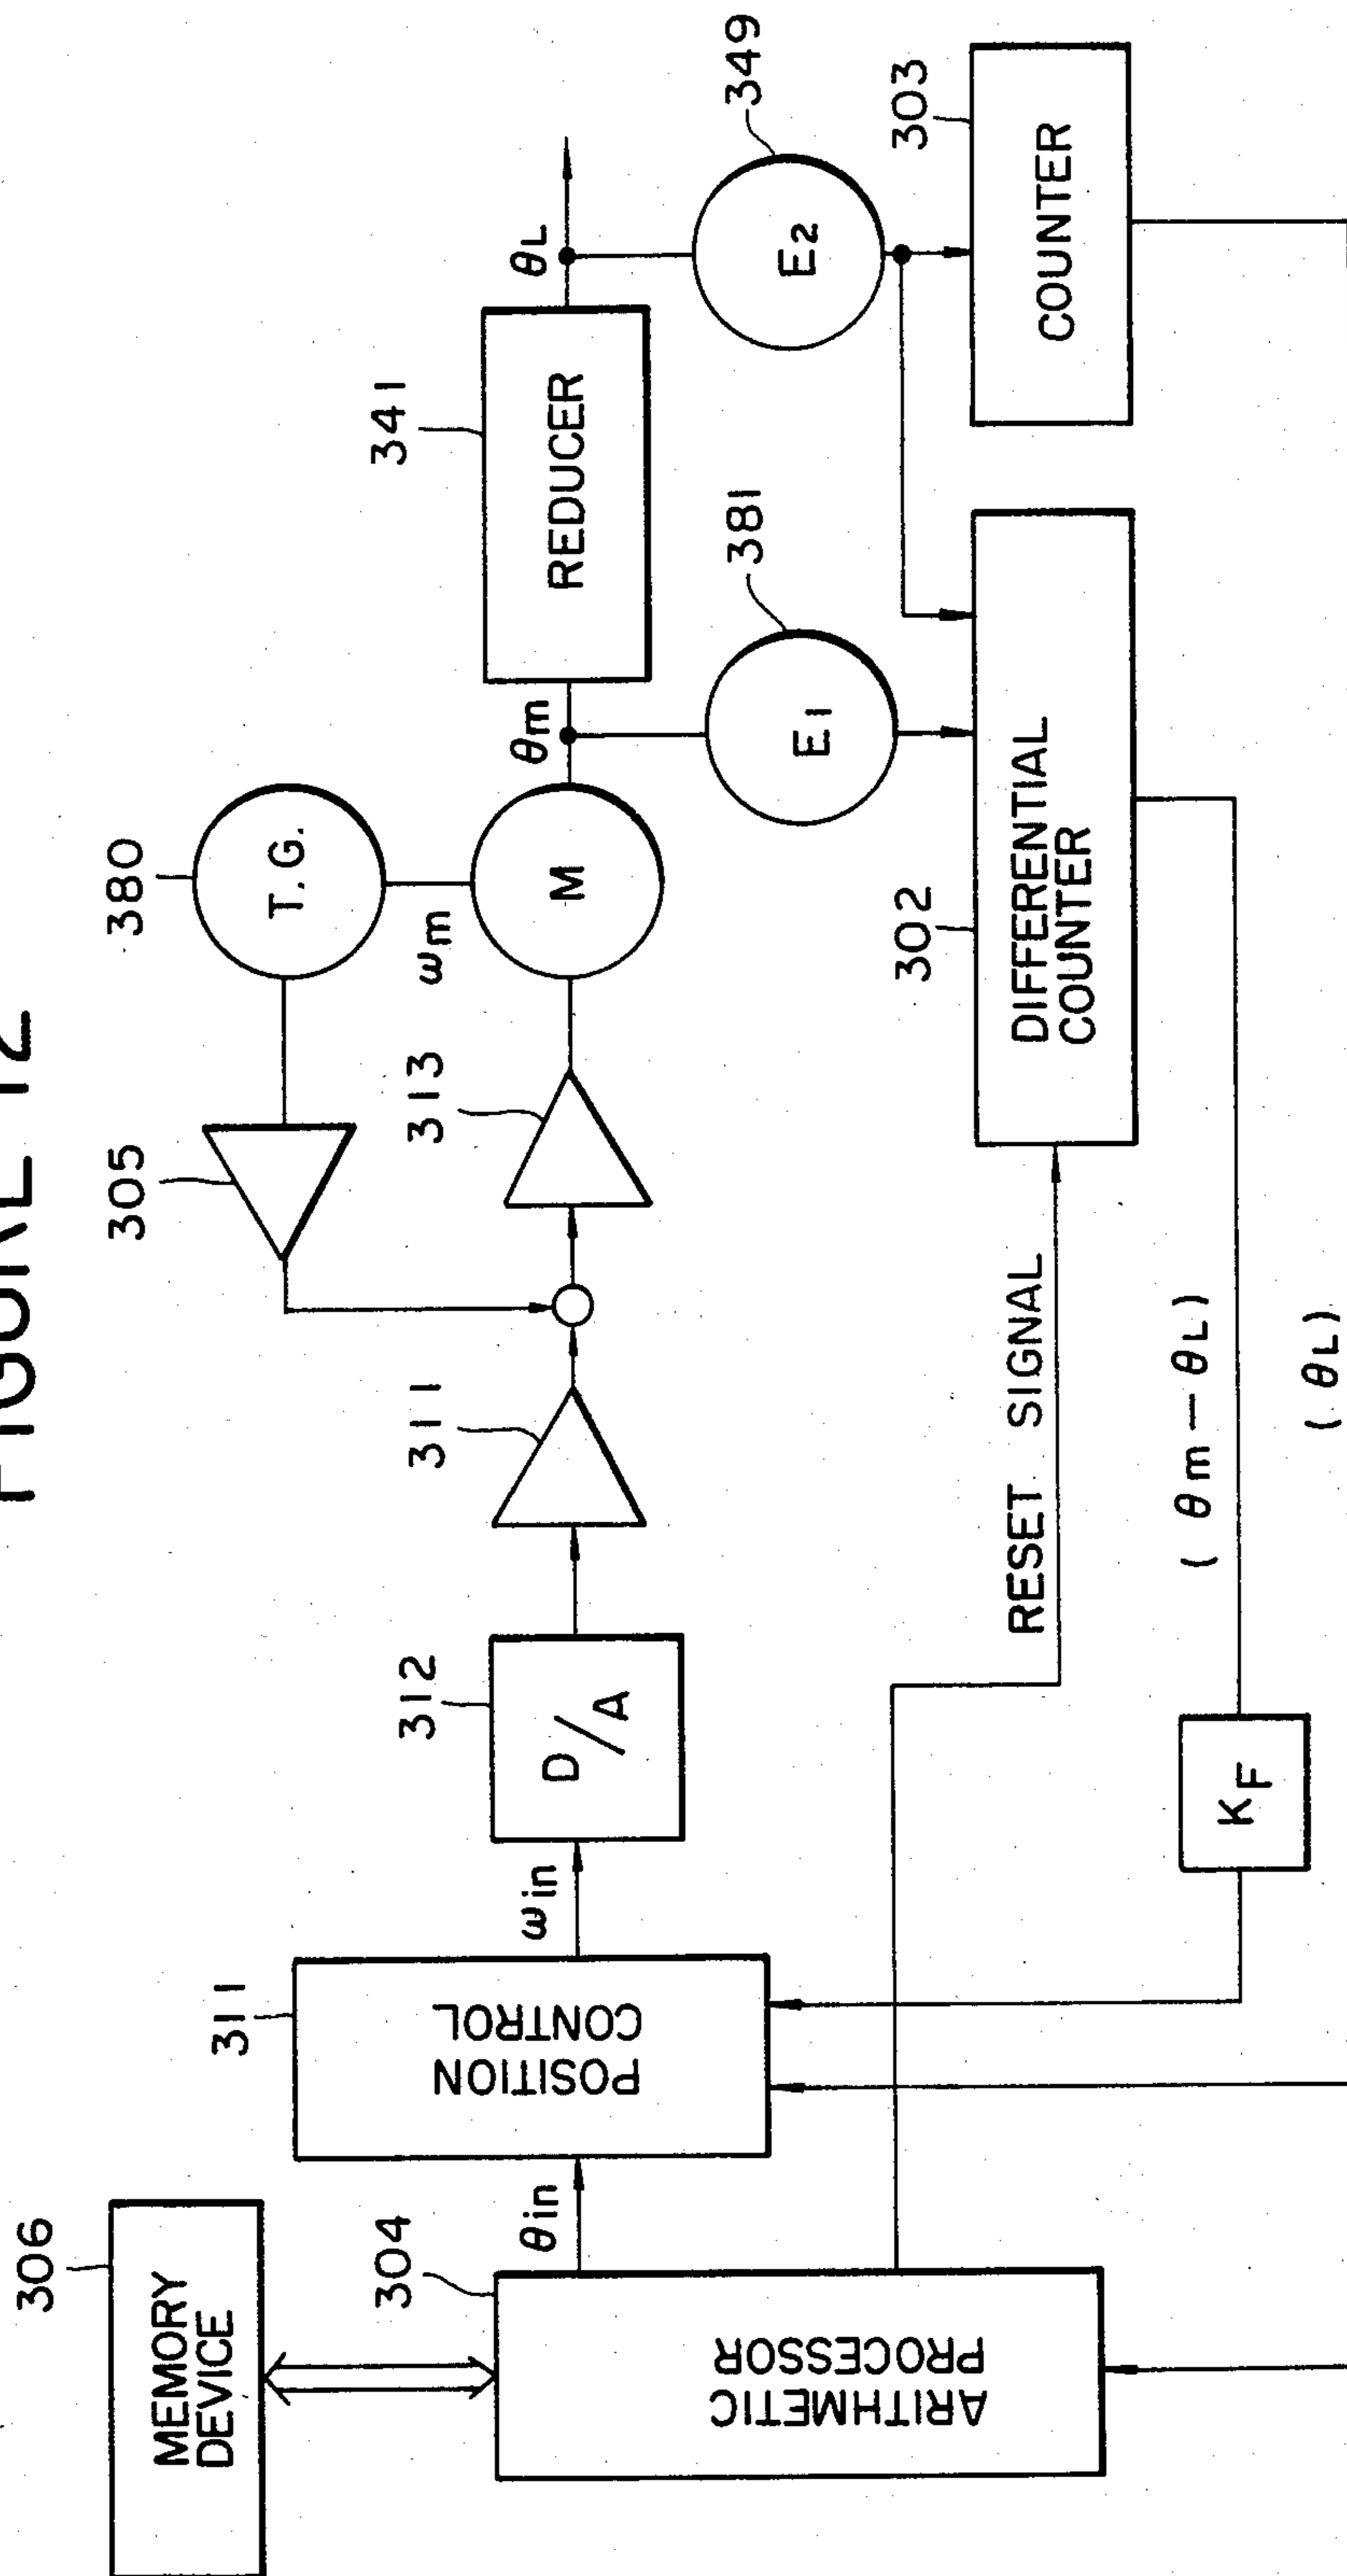 FIGURE 12
306
MEMORY
DEVICE
304
ARITHMETIC
PROCESSOR
θin
311
POSITION
CONTROL
ωin
312
D/A
311
305
313
380
T.G.
ωm
M
θm
341
REDUCER
θL
381
E1
349
E2
303
COUNTER
302
DIFFERENTIAL
COUNTER
RESET SIGNAL
(θm—θL)
KF
(θL)